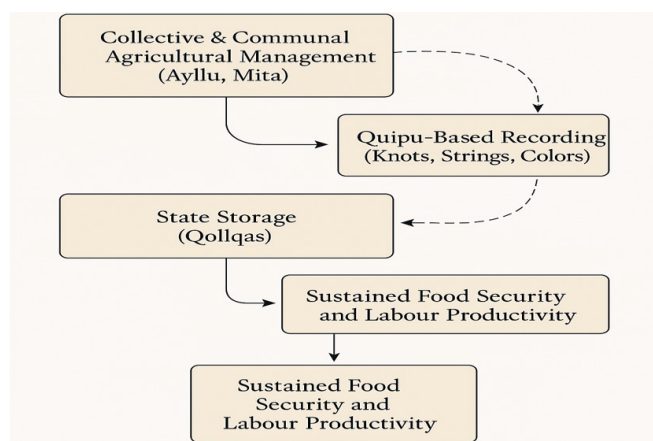 Collective & Communal
Agricultural Management
(Ayllu, Mita)
Quipu-Based Recording
(Knots, Strings, Colors)
State Storage
(Qollqas)
Sustained Food Security
and Labour Productivity
Sustained Food
Security and
Labour Productivity